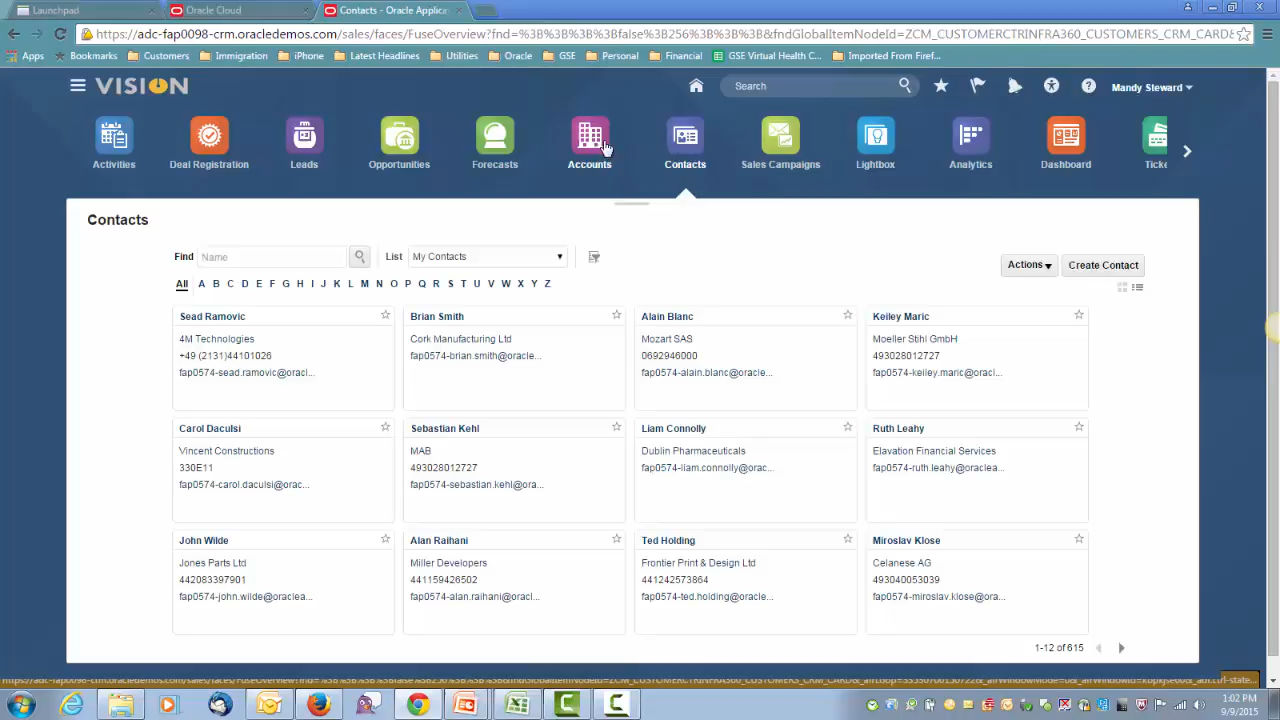 Launchpad
Oracle Cloud
Contacts - Oracle Applic
https://adc-fap0098-crm.oracledemos.com/sales/faces/FuseOverview?fnd=%3B%3B%3B%3Bfalse%3B256%3B%3B%3B&fndGlobalItemNodeId=ZCM_CUSTOMERCTRINFRA360_CUSTOMERS_CRM_CARD&
Apps
Bookmarks
Customers
Immigration
iPhone
Latest Headlines
Utilities
Oracle
GSE
Personal
Financial
GSE Virtual Health C...
Imported From Firef...
VISION
Search
Mandy Steward
Activities
Deal Registration
Leads
Opportunities
Forecasts
Accounts
Contacts
Sales Campaigns
Lightbox
Analytics
Dashboard
Ticke
Contacts
Find Name List My Contacts
Actions Create Contact
All A B C D E F G H I J K L M N O P Q R S T U V W X Y Z
Sead Ramovic
4M Technologies
+49 (2131)44101026
fap0574-sead.ramovic@oracl...
Brian Smith
Cork Manufacturing Ltd
fap0574-brian.smith@oracle...
Alain Blanc
Mozart SAS
0692946000
fap0574-alain.blanc@oracle...
Keiley Maric
Moeller Stihl GmbH
493028012727
fap0574-keiley.maric@oracl...
Carol Daculsi
Vincent Constructions
330E11
fap0574-carol.daculsi@orac...
Sebastian Kehl
MAB
493028012727
fap0574-sebastian.kehl@ora...
Liam Connolly
Dublin Pharmaceuticals
fap0574-liam.connolly@orac...
Ruth Leahy
Elavation Financial Services
fap0574-ruth.leahy@oraclea...
John Wilde
Jones Parts Ltd
442083397901
fap0574-john.wilde@oraclea...
Alan Raihani
Miller Developers
441159426502
fap0574-alan.raihani@oracl...
Ted Holding
Frontier Print & Design Ltd
441242573864
fap0574-ted.holding@oracle...
Miroslav Klose
Celanese AG
493040053039
fap0574-miroslav.klose@ora...
1-12 of 615
1:02 PM
9/9/2015